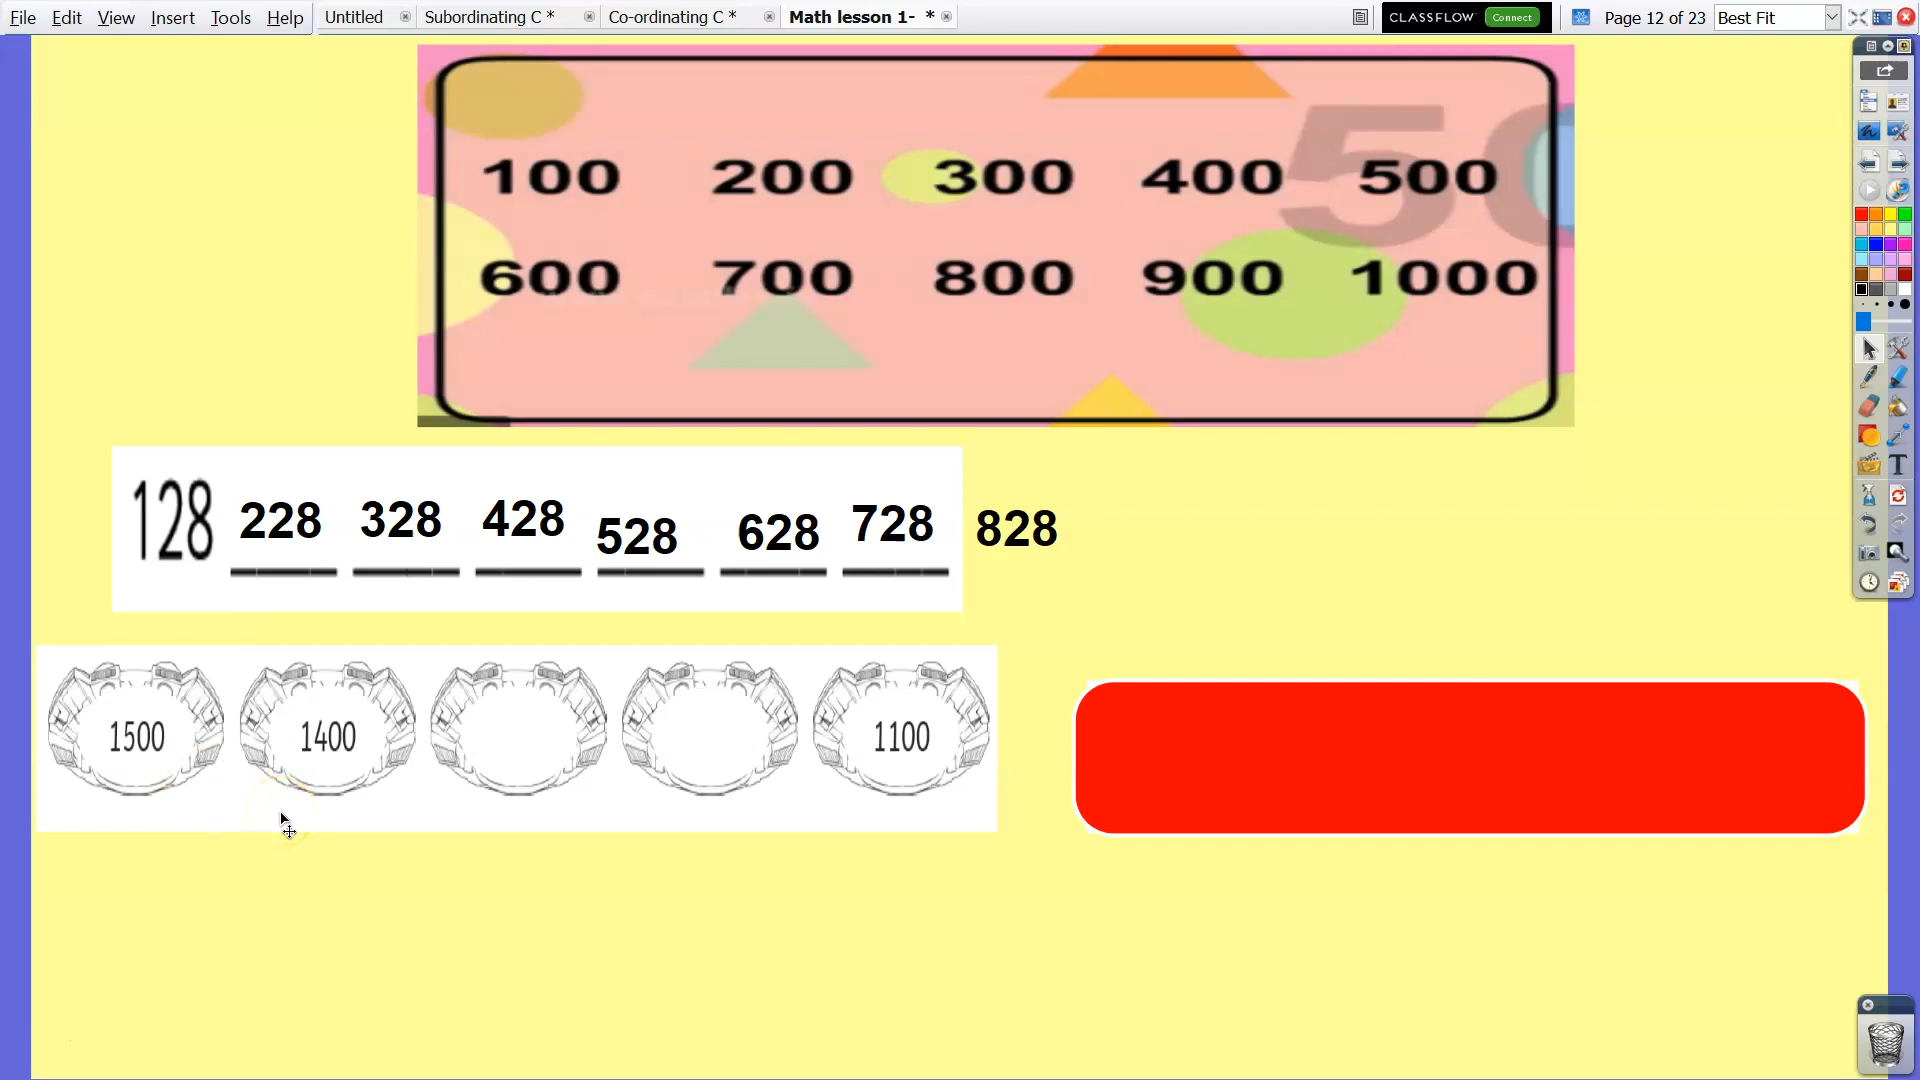 File Edit View Insert Tools Help Untitled Subordinating C * Co-ordinating C * Math lesson 1- * CLASSFLOW Connect Page 12 of 23 Best Fit
50
100 200 300 400 500
600 700 800 900 1000
128 228 328 428 528 628 728 828
1500 1400 1100
T